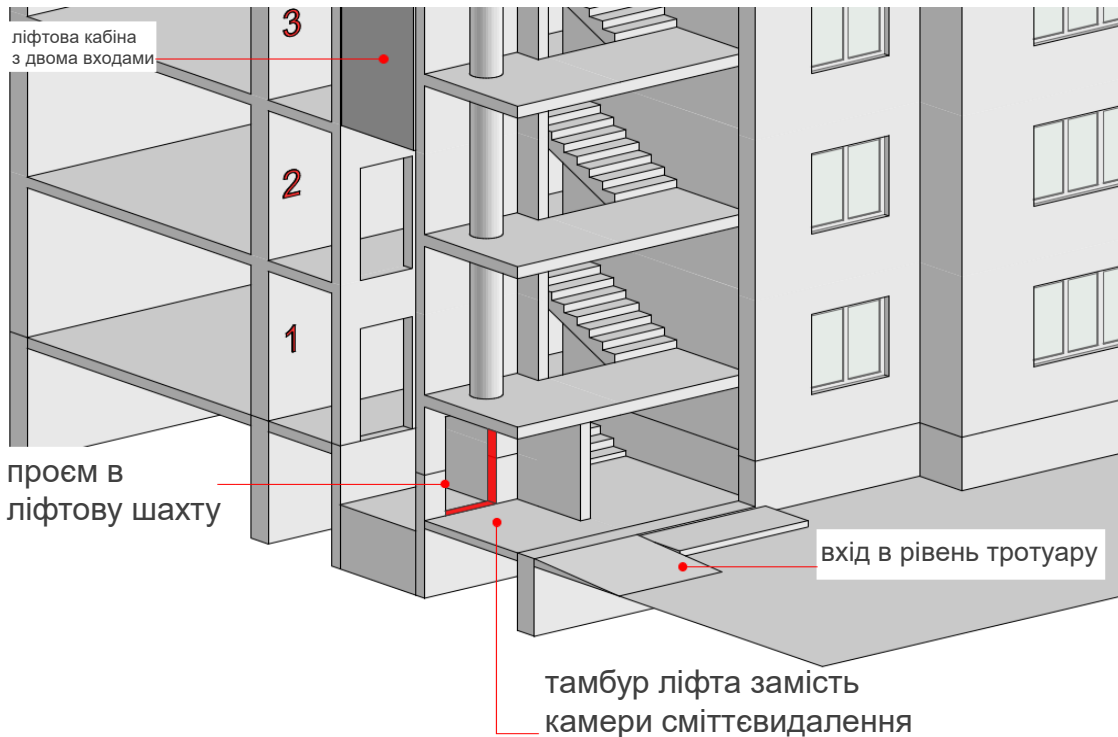 ліфтова кабіна
з двома входами
3
2
1
проєм в
ліфтову шахту
вхід в рівень тротуару
тамбур ліфта замість
камери сміттєвидалення